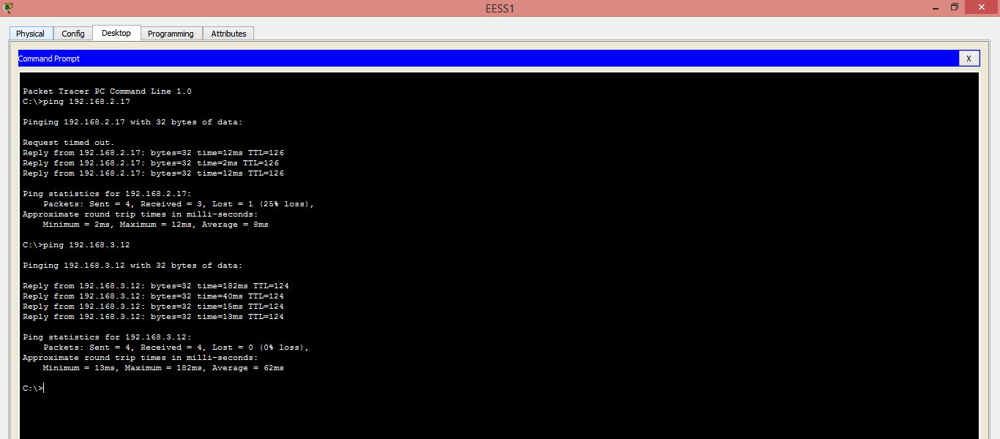 EESS1
Physical Config Desktop Programming Attributes
Command Prompt X
Packet Tracer PC Command Line 1.0
C:\>ping 192.168.2.17
Pinging 192.168.2.17 with 32 bytes of data:
Request timed out.
Reply from 192.168.2.17: bytes=32 time=12ms TTL=126
Reply from 192.168.2.17: bytes=32 time=2ms TTL=126
Reply from 192.168.2.17: bytes=32 time=12ms TTL=126
Ping statistics for 192.168.2.17:
    Packets: Sent = 4, Received = 3, Lost = 1 (25% loss),
Approximate round trip times in milli-seconds:
    Minimum = 2ms, Maximum = 12ms, Average = 8ms
C:\>ping 192.168.3.12
Pinging 192.168.3.12 with 32 bytes of data:
Reply from 192.168.3.12: bytes=32 time=182ms TTL=124
Reply from 192.168.3.12: bytes=32 time=40ms TTL=124
Reply from 192.168.3.12: bytes=32 time=15ms TTL=124
Reply from 192.168.3.12: bytes=32 time=13ms TTL=124
Ping statistics for 192.168.3.12:
    Packets: Sent = 4, Received = 4, Lost = 0 (0% loss),
Approximate round trip times in milli-seconds:
    Minimum = 13ms, Maximum = 182ms, Average = 62ms
C:\>